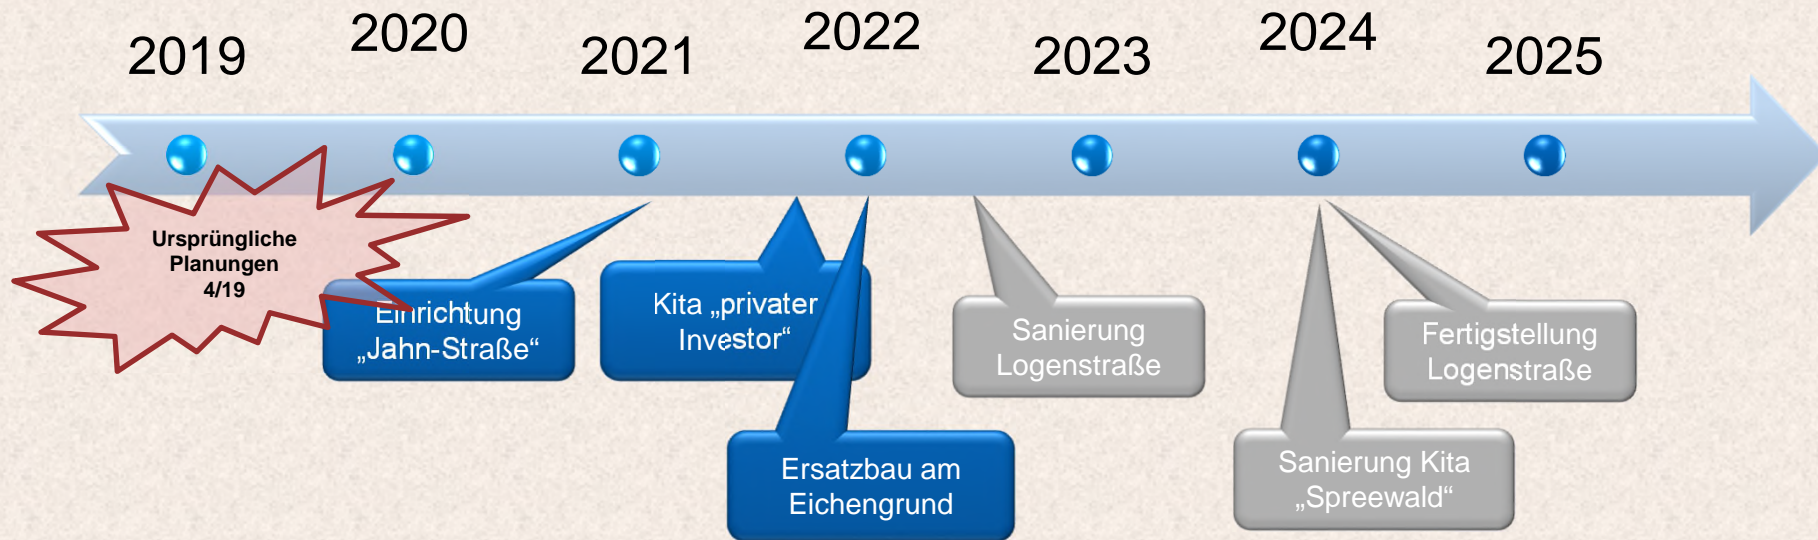 2019
2020
2021
2022
2023
2024
2025
Ursprüngliche
Planungen
4/19
Einrichtung
„Jahn-Straße“
Kita „privater
Investor“
Ersatzbau am
Eichengrund
Sanierung
Logenstraße
Sanierung Kita
„Spreewald“
Fertigstellung
Logenstraße